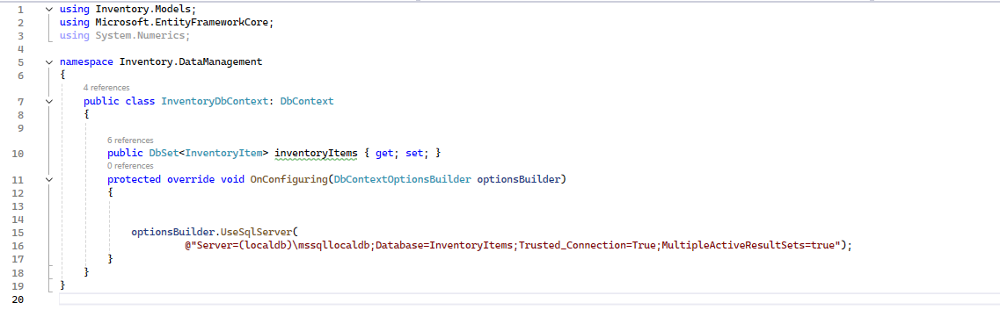 1 using Inventory.Models;
2 using Microsoft.EntityFrameworkCore;
3 using System.Numerics;
4
5 namespace Inventory.DataManagement
6 {
4 references
7 public class InventoryDbContext: DbContext
8 {
9
6 references
10 public DbSet<InventoryItem> inventoryItems { get; set; }
0 references
11 protected override void OnConfiguring(DbContextOptionsBuilder optionsBuilder)
12 {
13
14
15 optionsBuilder.UseSqlServer(
16 @"Server=(localdb)\mssqllocaldb;Database=InventoryItems;Trusted_Connection=True;MultipleActiveResultSets=true");
17 }
18 }
19 }
20